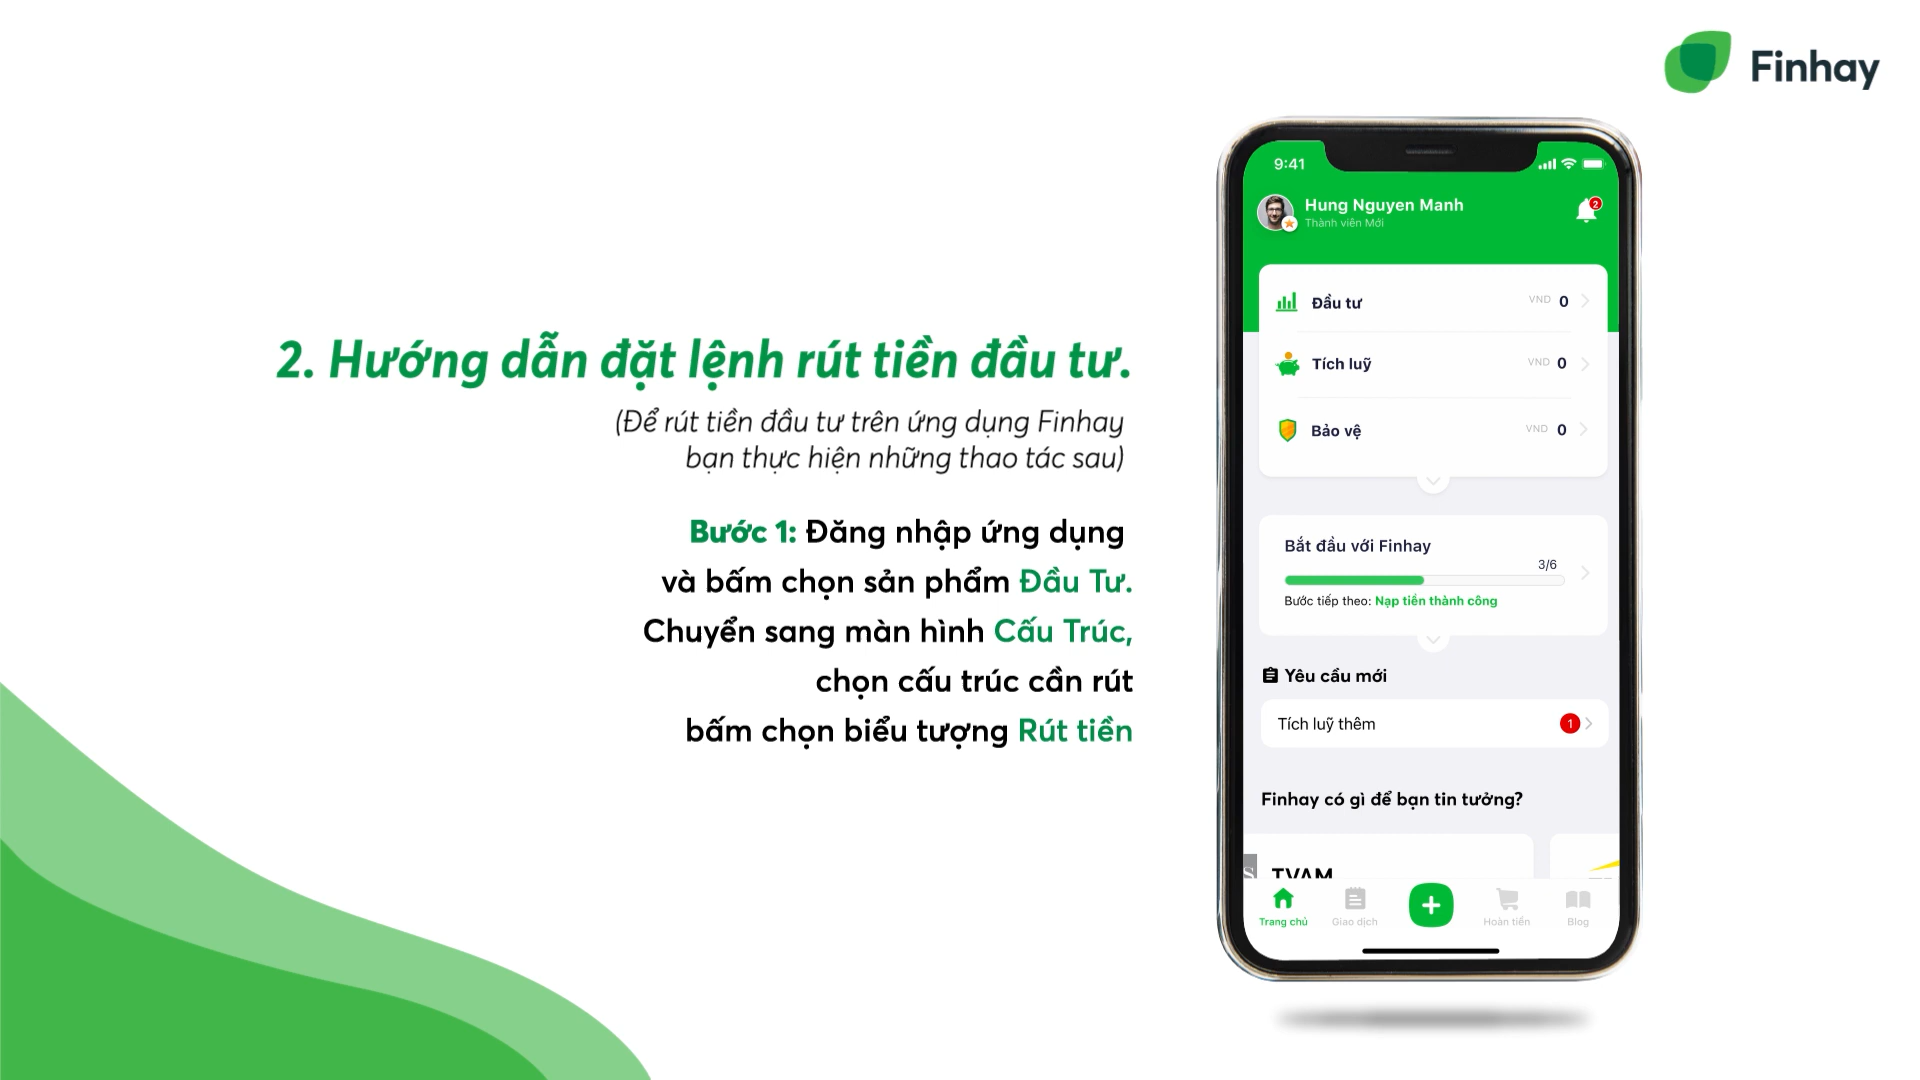 Finhay
2. Hướng dẫn đặt lệnh rút tiền đầu tư.
(Để rút tiền đầu tư trên ứng dụng Finhay
bạn thực hiện những thao tác sau)
Bước 1: Đăng nhập ứng dụng
và bấm chọn sản phẩm Đầu Tư.
Chuyển sang màn hình Cấu Trúc,
chọn cấu trúc cần rút
bấm chọn biểu tượng Rút tiền
9:41
Hung Nguyen Manh
2
Thành viên Mới
Đầu tư VND 0
Tích luỹ VND 0
Bảo vệ VND 0
Bắt đầu với Finhay
3/6
Bước tiếp theo: Nạp tiền thành công
Yêu cầu mới
Tích luỹ thêm 1
Finhay có gì để bạn tin tưởng?
S TVAM
Trang chủ Giao dịch Hoàn tiền Blog